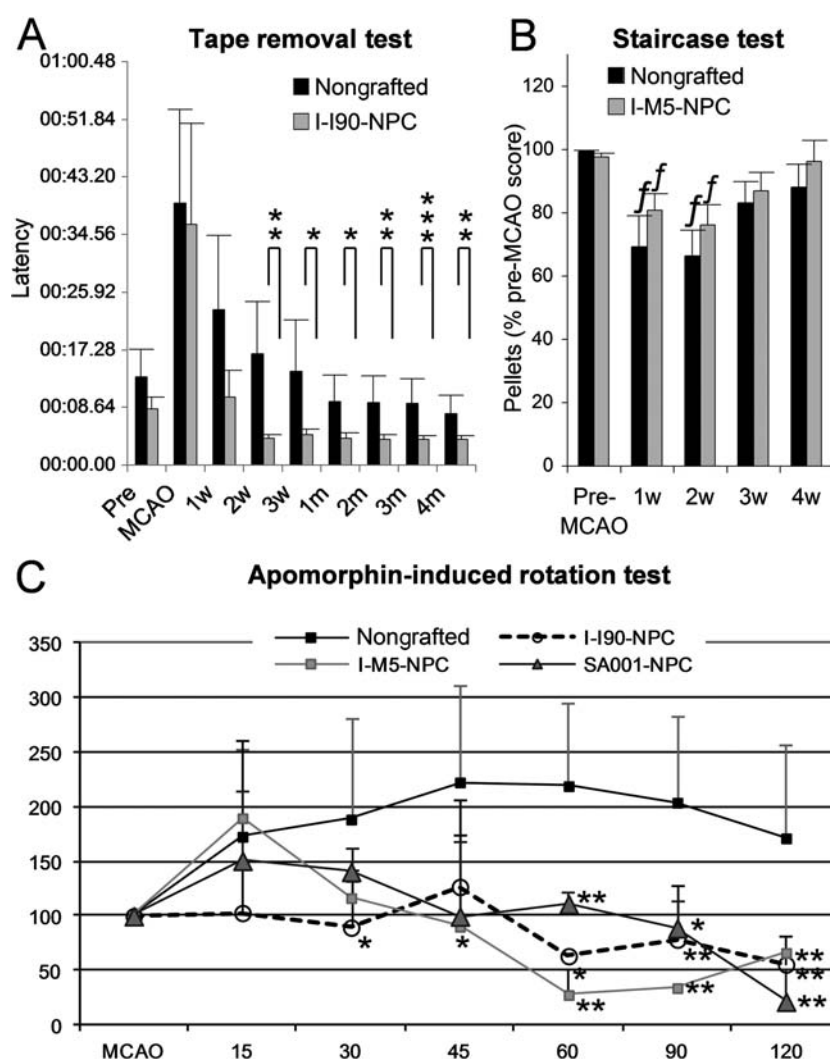 A
Tape removal test
01:00.48
00:51.84
00:43.20
00:34.56
00:25.92
00:17.28
00:08.64
00:00.00
Latency
Nongrafted
I-I90-NPC
** * * ** *** **
Pre MCAO 1w 2w 3w 1m 2m 3m 4m
B
Staircase test
120
100
80
60
40
20
0
Pellets (% pre-MCAO score)
Nongrafted
I-M5-NPC
ƒ ƒ ƒ ƒ
Pre- 1w 2w 3w 4w
MCAO
C
Apomorphin-induced rotation test
350
300
250
200
150
100
50
0
Nongrafted I-I90-NPC
I-M5-NPC SA001-NPC
* * ** * ** * ** ** ** ** **
MCAO 15 30 45 60 90 120